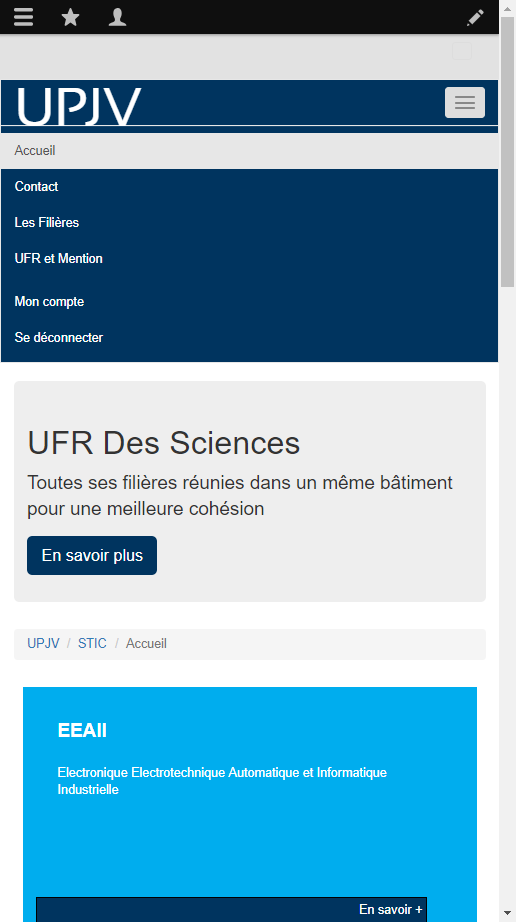 UPJV
Accueil
Contact
Les Filières
UFR et Mention
Mon compte
Se déconnecter
UFR Des Sciences
Toutes ses filières réunies dans un même bâtiment
pour une meilleure cohésion
En savoir plus
UPJV / STIC / Accueil
EEAII
Electronique Electrotechnique Automatique et Informatique
Industrielle
En savoir +